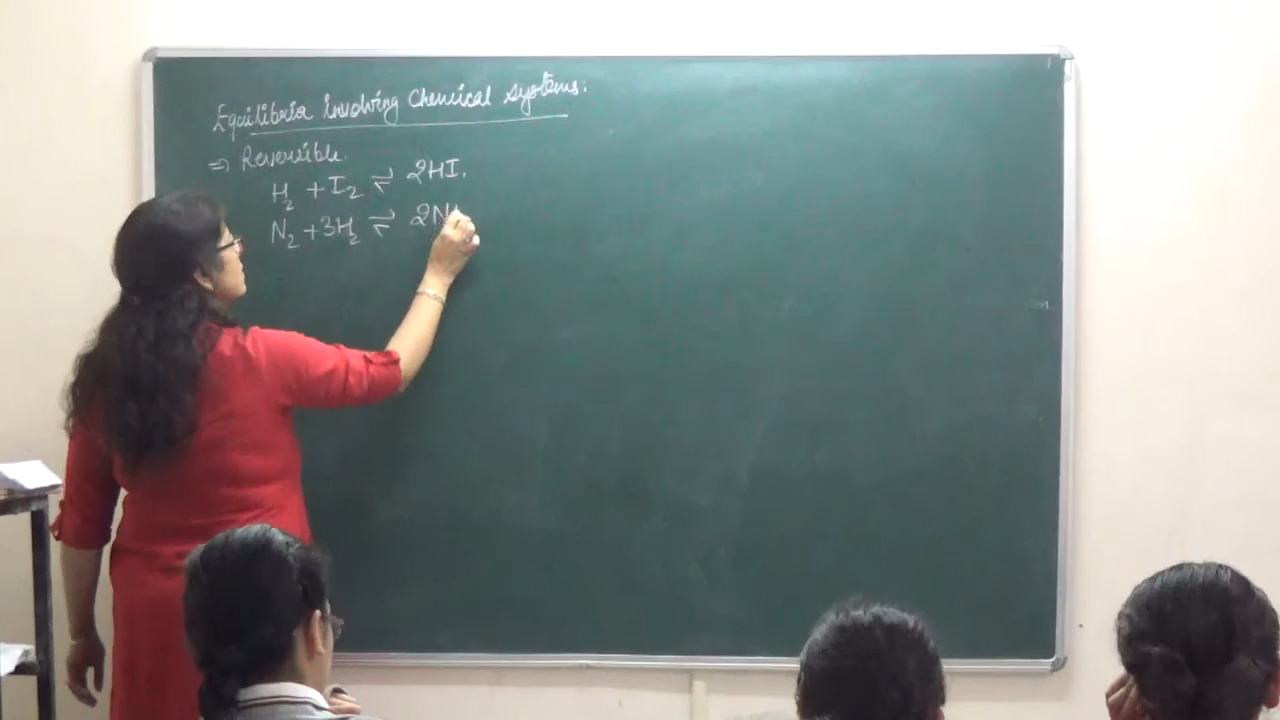 Equilibria involving Chemical Systems:
⇒ Reversible.
H₂ + I₂ ⇌ 2HI.
N₂ + 3H₂ ⇌ 2N